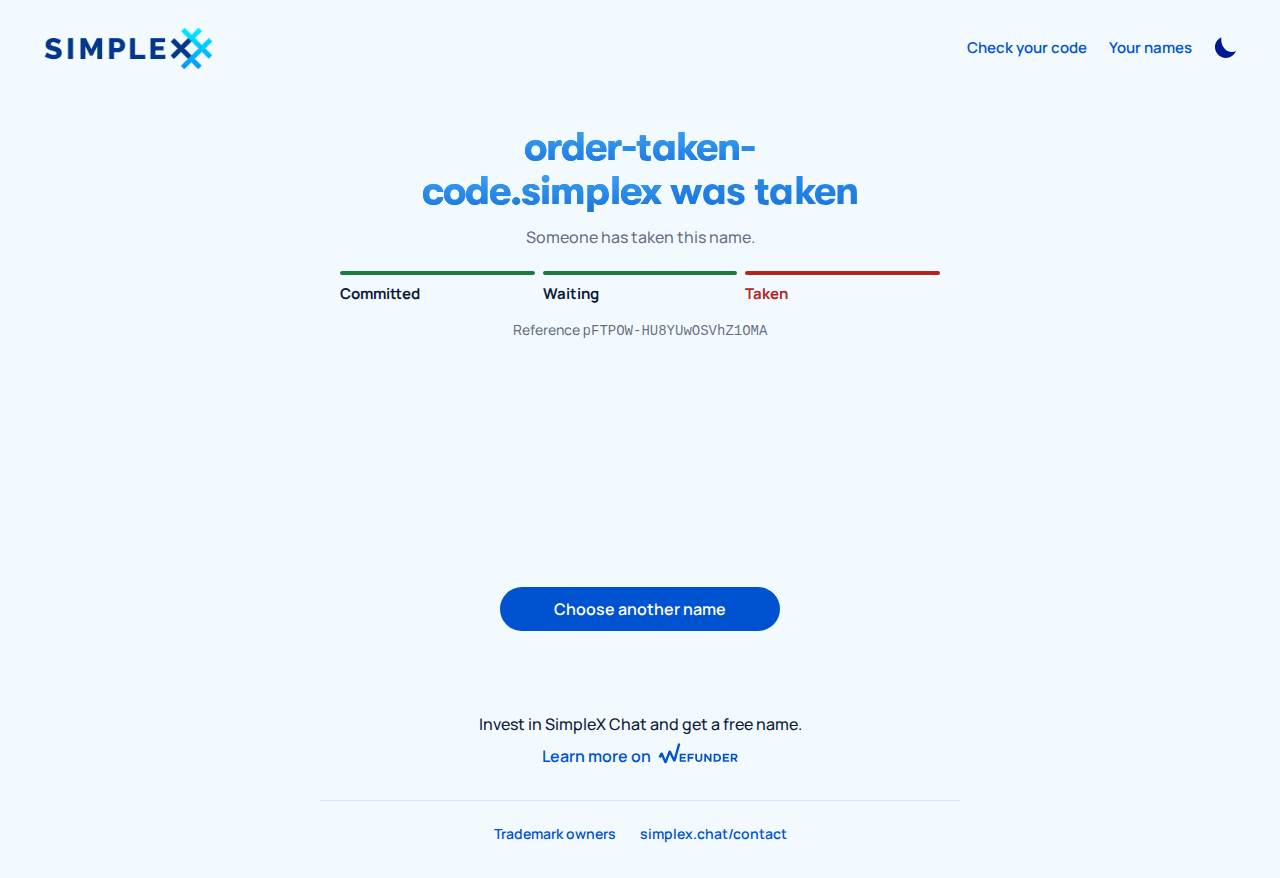 SIMPLEX
Check your code
Your names
order-taken-
code.simplex was taken
Someone has taken this name.
Committed
Waiting
Taken
Reference pFTPOW-HU8YUwOSVhZ1OMA
Choose another name
Invest in SimpleX Chat and get a free name.
Learn more on WEFUNDER
Trademark owners
simplex.chat/contact